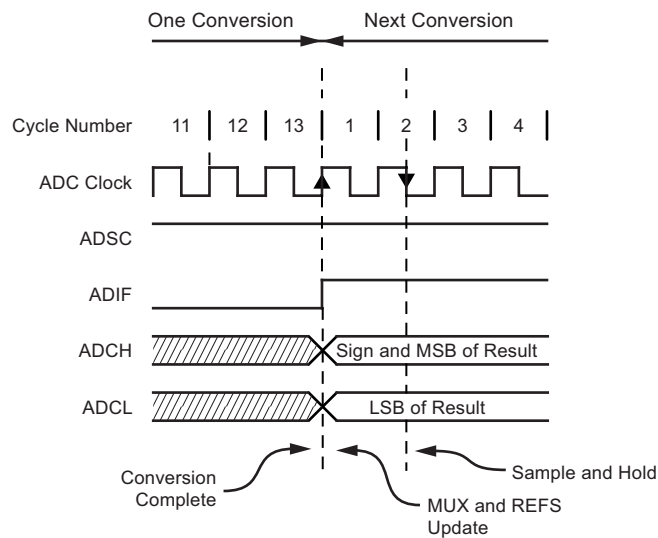 One Conversion Next Conversion
Cycle Number 11 12 13 1 2 3 4
ADC Clock
ADSC
ADIF
ADCH Sign and MSB of Result
ADCL LSB of Result
Conversion
Complete
Sample and Hold
MUX and REFS
Update